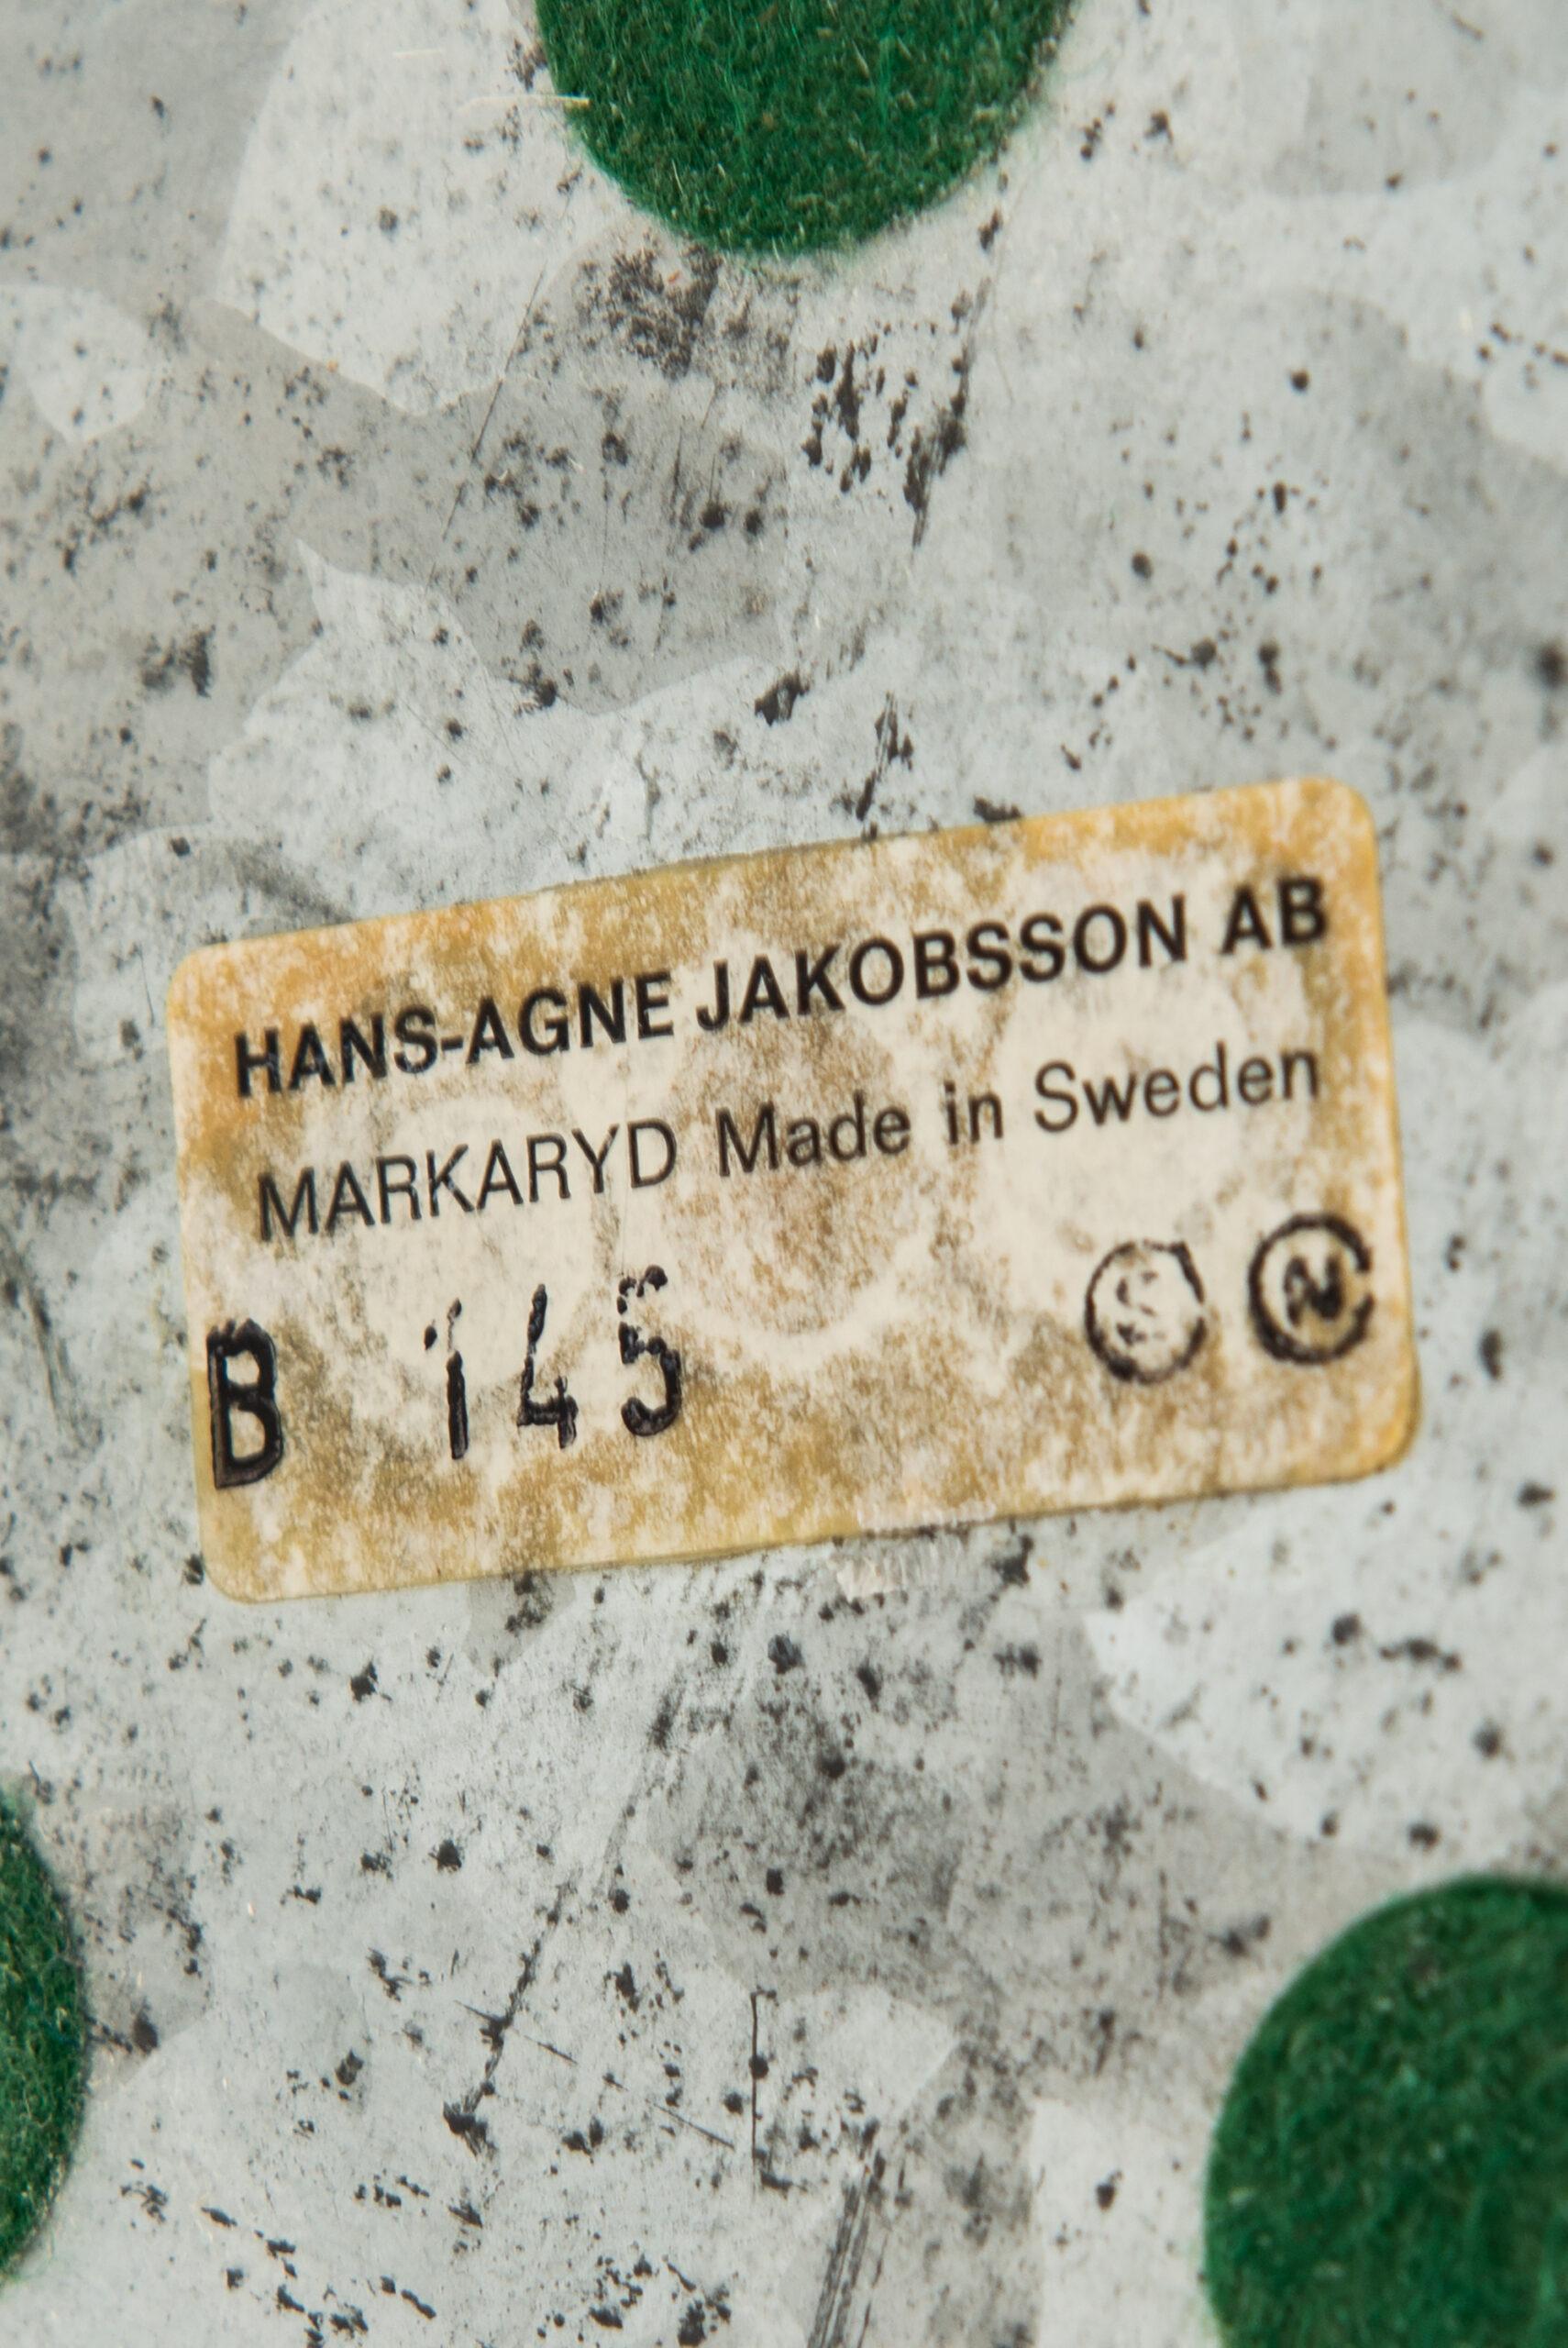 HANS-AGNE JAKOBSSON AB
MARKARYD Made in Sweden
B 145 S N